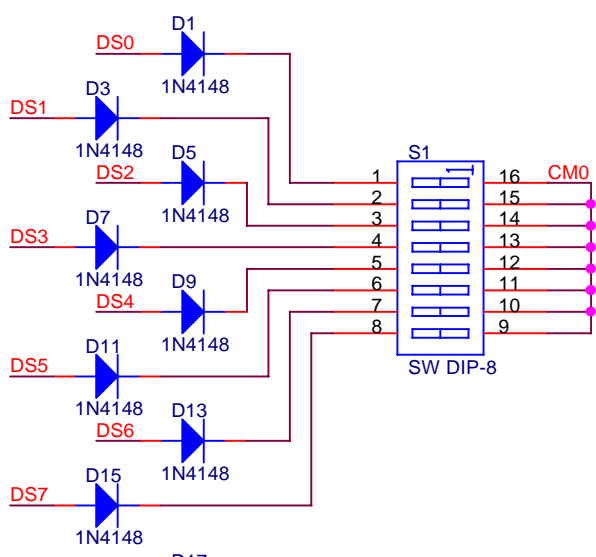 D1
DS0
1N4148
D3
DS1
1N4148
D5
DS2
1N4148
D7
DS3
1N4148
D9
DS4
1N4148
D11
DS5
1N4148
D13
DS6
1N4148
D15
DS7
1N4148
S1
1 16 CM0
2 15
3 14
4 13
5 12
6 11
7 10
8 9
SW DIP-8